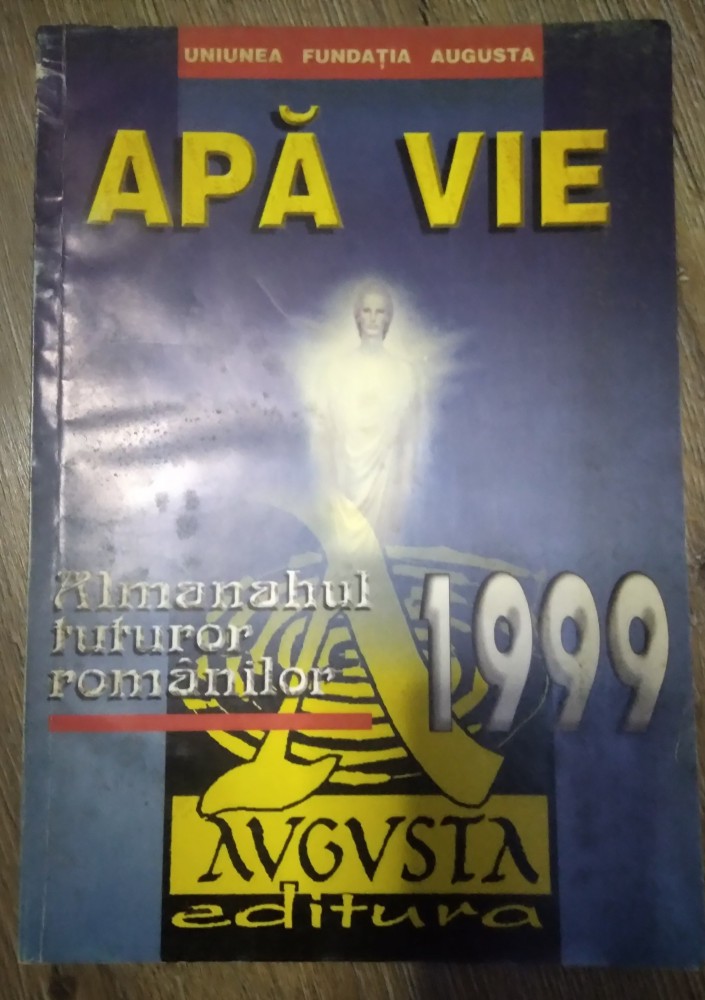 UNIUNEA FUNDAȚIA AUGUSTA
APĂ VIE
Almanahul
tuturor
românilor
1999
AVGVSTA
editura